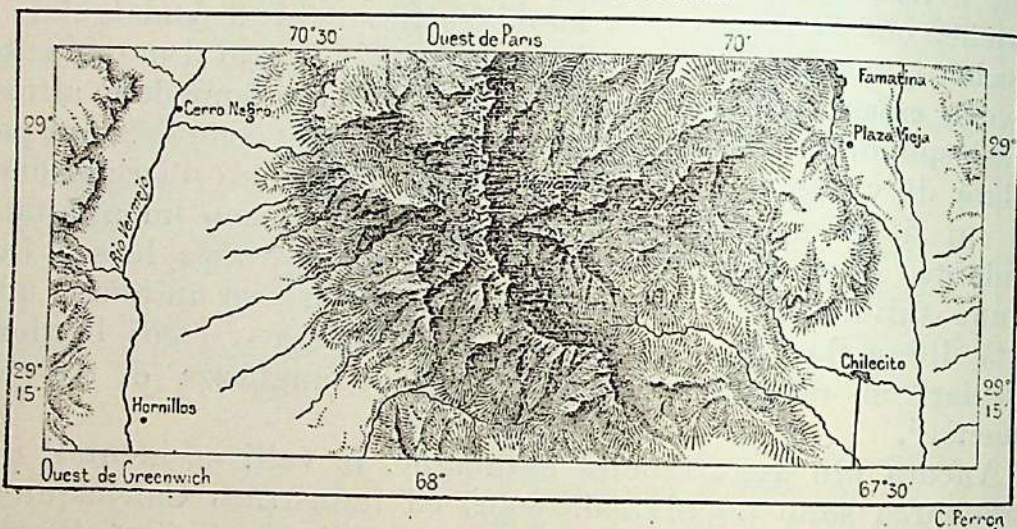 70°30' Ouest de Paris 70°
Famatina
Cerro Negro
Plaza Vieja
29°
29°
Rio Vermejo
Chilecito
29°
15'
29°
15'
Hornillos
Ouest de Greenwich 68° 67°30'
C. Perron